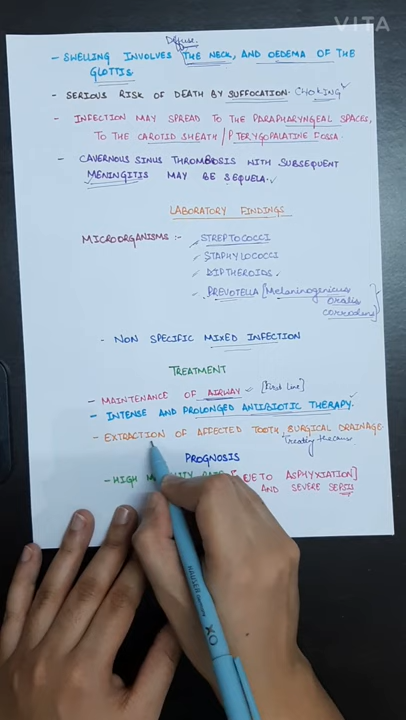 VITA
Diffuse.
- SWELLING INVOLVES THE NECK, AND OEDEMA OF THE
GLOTTIS.
- SERIOUS RISK OF DEATH BY SUFFOCATION. CHOKING
- INFECTION MAY SPREAD TO THE PARAPHARYNGEAL SPACES,
TO THE CAROTID SHEATH / PTERYGOPALATINE FOSSA.
- CAVERNOUS SINUS THROMBOSIS WITH SUBSEQUENT
MENINGITIS MAY BE SEQUELA.
LABORATORY FINDINGS
MICROORGANISMS :- STREPTOCOCCI
STAPHYLOCOCCI
DIPTHEROIDS.
PREVOTELLA [Melaninogenicus
oralis
corrodens]
- NON SPECIFIC MIXED INFECTION
TREATMENT
- MAINTENANCE OF AIRWAY - [First Line]
- INTENSE AND PROLONGED ANTIBIOTIC THERAPY.
- EXTRACTION OF AFFECTED TOOTH, SURGICAL DRAINAGE.
Treating
PROGNOSIS
- HIGH [DUE TO ASPHYXIATION]
AND SEVERE SEPSIS
HAUSER XO